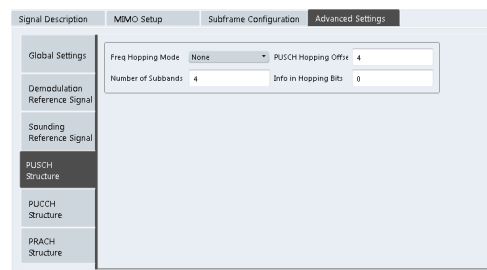 Signal Description MIMO Setup Subframe Configuration Advanced Settings
Global Settings
Demodulation
Reference Signal
Sounding
Reference Signal
PUSCH
Structure
PUCCH
Structure
PRACH
Structure
Freq Hopping Mode None PUSCH Hopping Offse 4
Number of Subbands 4 Info in Hopping Bits 0